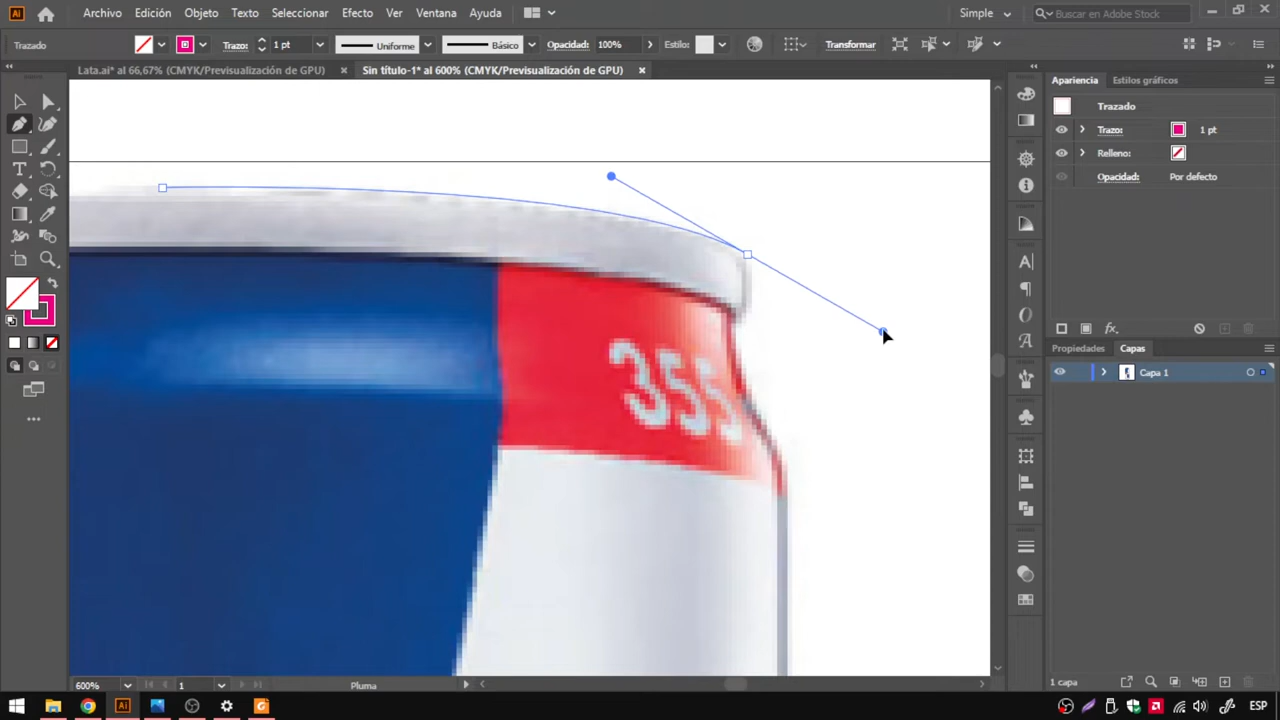 Ai
Archivo Edición Objeto Texto Seleccionar Efecto Ver Ventana Ayuda
Simple
Buscar en Adobe Stock
Trazado
Trazo: 1 pt
Uniforme
Básico
Opacidad: 100%
Estilo:
Transformar
Lata.ai* al 66,67% (CMYK/Previsualización de GPU)
Sin título-1* al 600% (CMYK/Previsualización de GPU)
355
Apariencia Estilos gráficos
Trazado
Trazo: 1 pt
Relleno:
Opacidad: Por defecto
fx
Propiedades Capas
Capa 1
1 capa
600% 1 Pluma
ESP